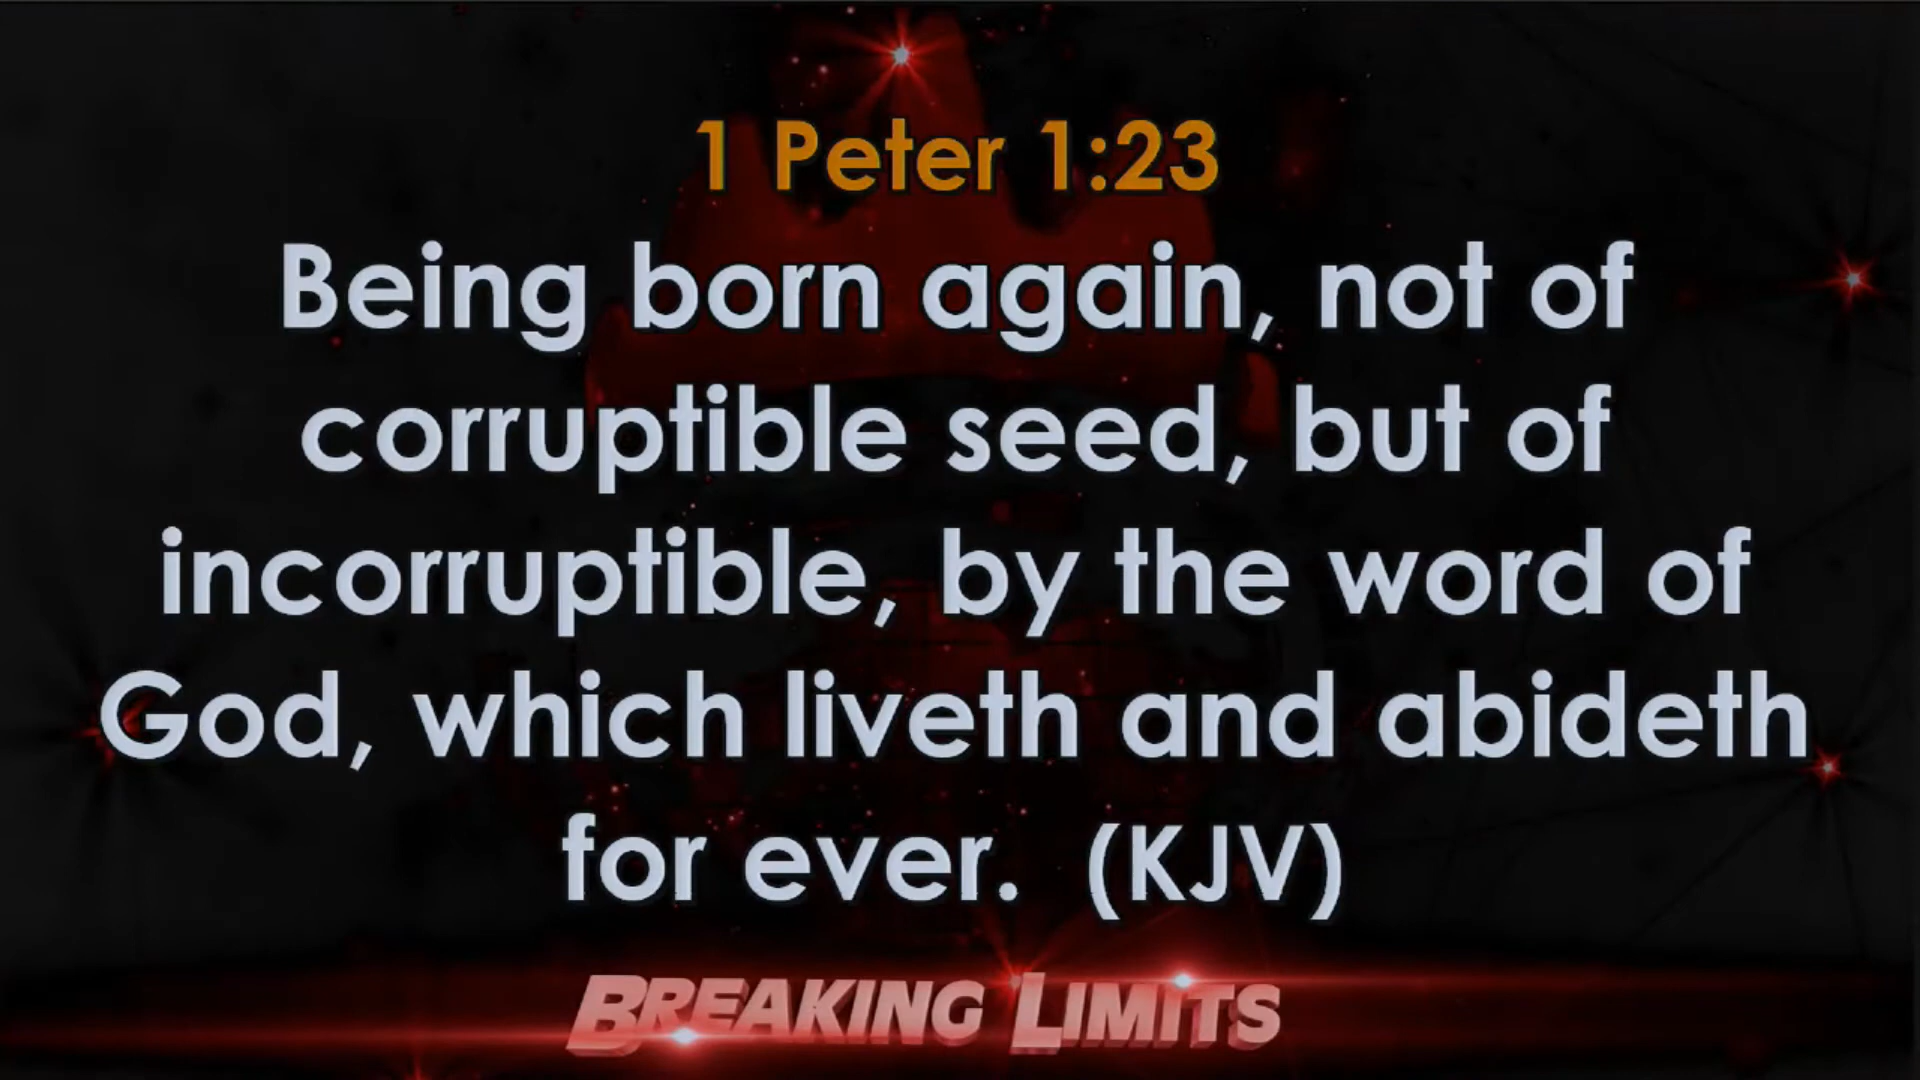 1 Peter 1:23
Being born again, not of
corruptible seed, but of
incorruptible, by the word of
God, which liveth and abideth
for ever.  (KJV)
BREAKING LIMITS